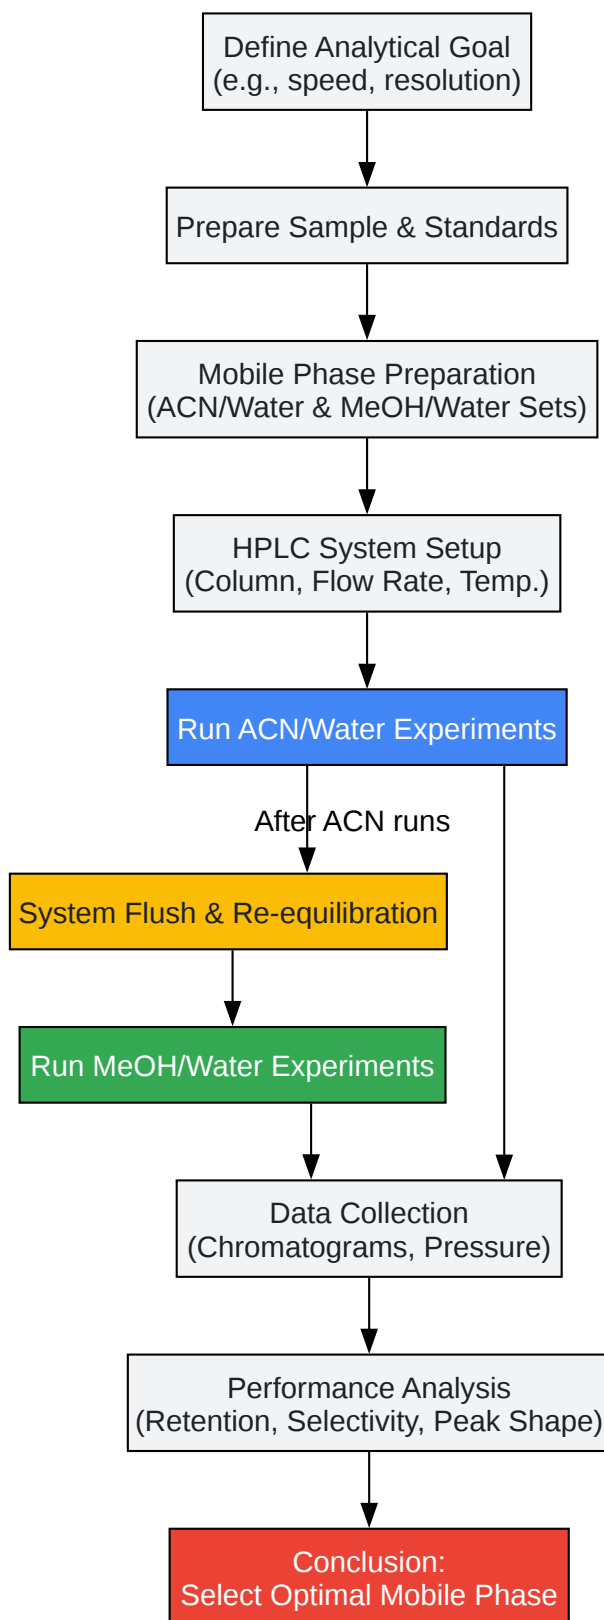 Define Analytical Goal
(e.g., speed, resolution)
Prepare Sample & Standards
Mobile Phase Preparation
(ACN/Water & MeOH/Water Sets)
HPLC System Setup
(Column, Flow Rate, Temp.)
Run ACN/Water Experiments
After ACN runs
System Flush & Re-equilibration
Run MeOH/Water Experiments
Data Collection
(Chromatograms, Pressure)
Performance Analysis
(Retention, Selectivity, Peak Shape)
Conclusion:
Select Optimal Mobile Phase